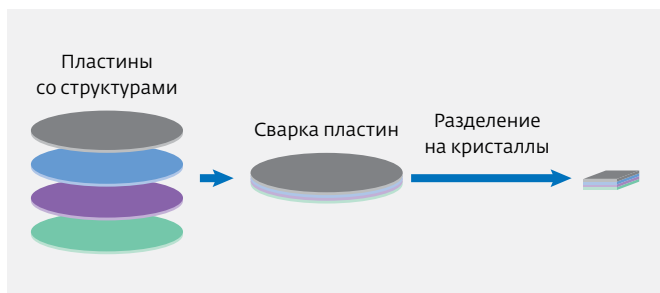 Пластины
со структурами
Сварка пластин
Разделение
на кристаллы